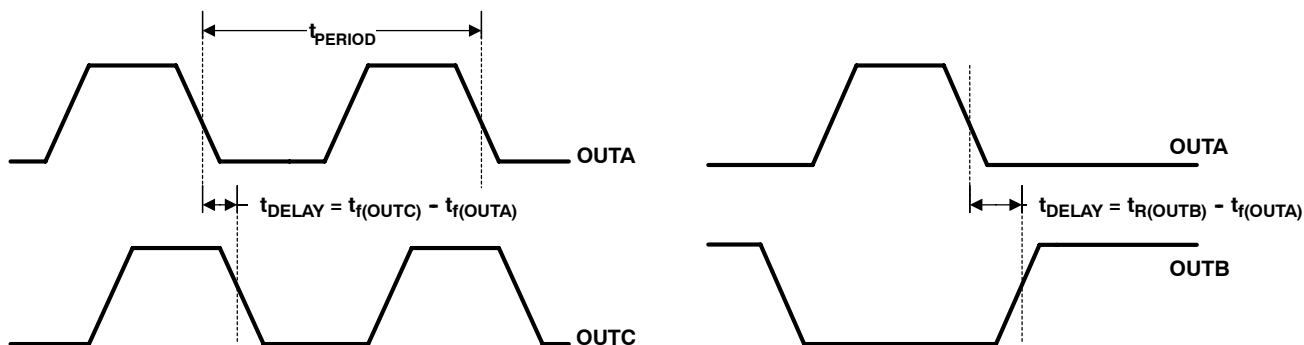 tPERIOD
OUTA
tDELAY = tf(OUTC) - tf(OUTA)
OUTC
OUTA
tDELAY = tR(OUTB) - tf(OUTA)
OUTB